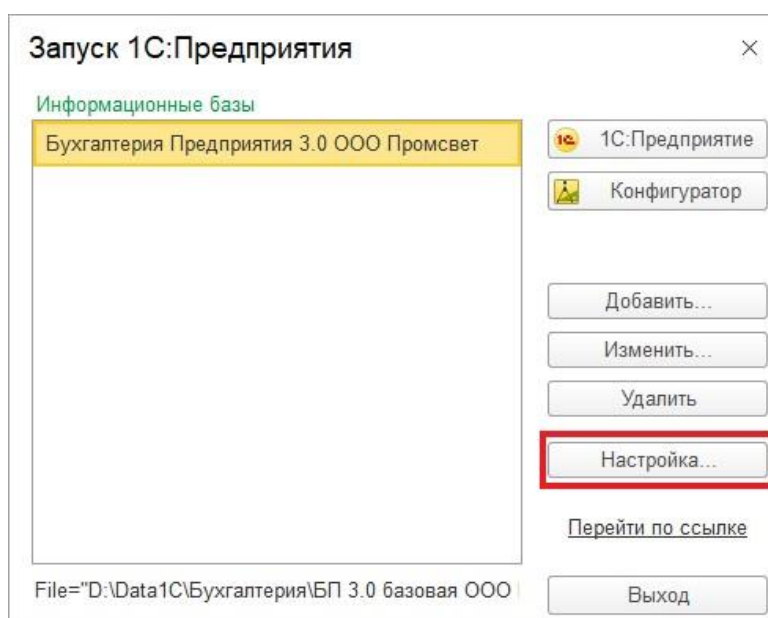 Запуск 1С:Предприятия
Информационные базы
Бухгалтерия Предприятия 3.0 ООО Промсвет
1С:Предприятие
Конфигуратор
Добавить...
Изменить...
Удалить
Настройка...
Перейти по ссылке
File="D:\Data1C\Бухгалтерия\БП 3.0 базовая ООО
Выход